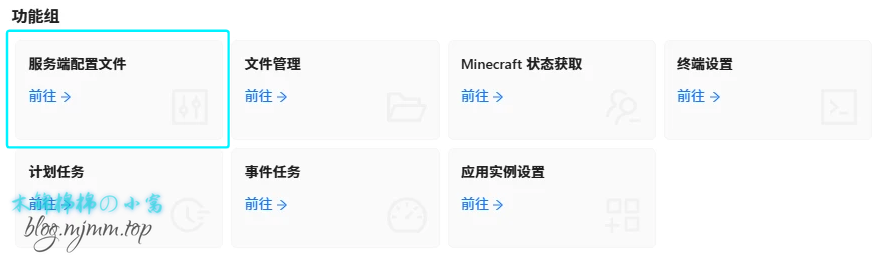 功能组
服务端配置文件
前往 →
文件管理
前往 →
Minecraft 状态获取
前往 →
终端设置
前往 →
计划任务
前往 →
事件任务
前往 →
应用实例设置
前往 →
木锦棉棉の小窝
blog.mjmm.top